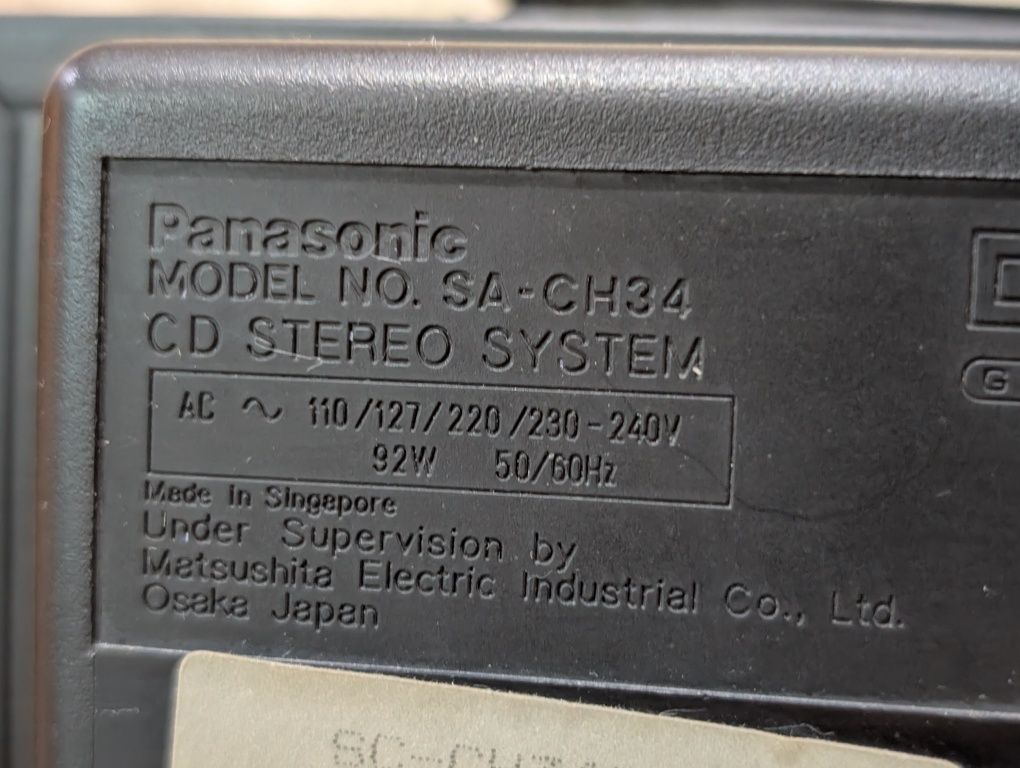 Panasonic
MODEL NO. SA-CH34
CD STEREO SYSTEM
AC ∿ 110/127/220/230-240V
92W 50/60Hz
Made in Singapore
Under Supervision by
Matsushita Electric Industrial Co., Ltd.
Osaka Japan
G